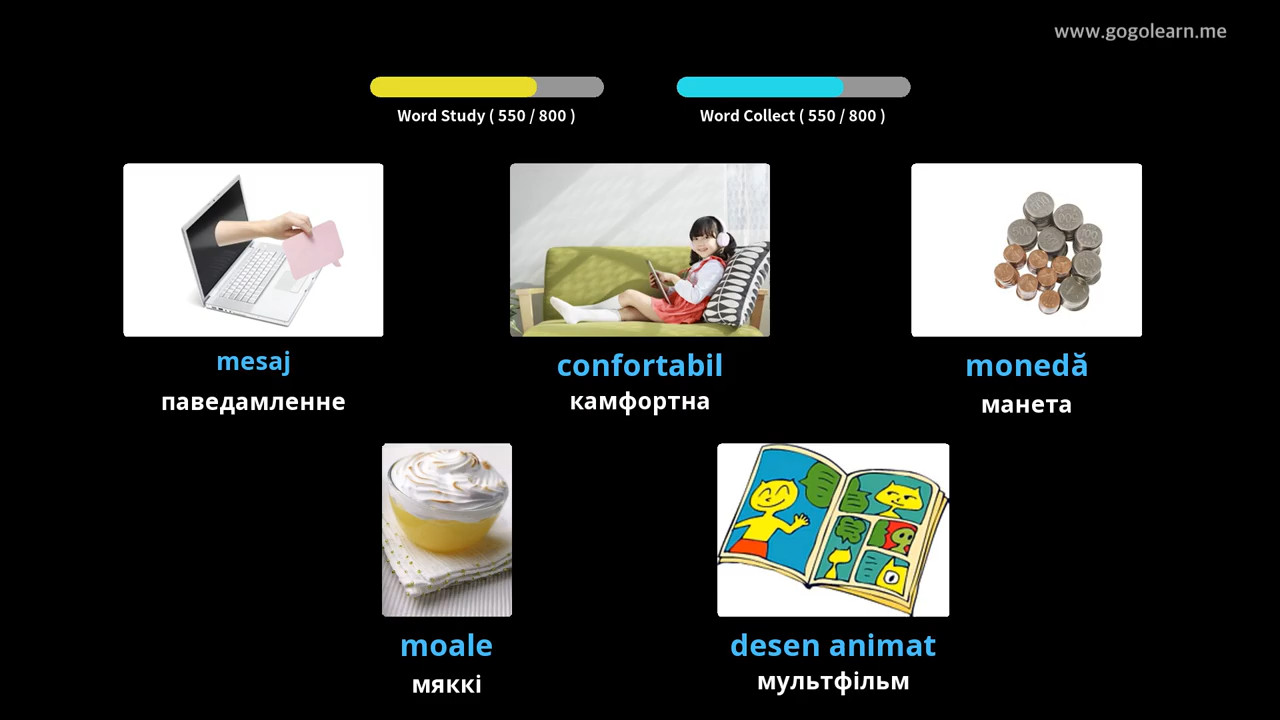 www.gogolearn.me
Word Study ( 550 / 800 )
Word Collect ( 550 / 800 )
mesaj
паведамленне
confortabil
камфортна
monedă
манета
moale
мяккі
desen animat
мультфільм